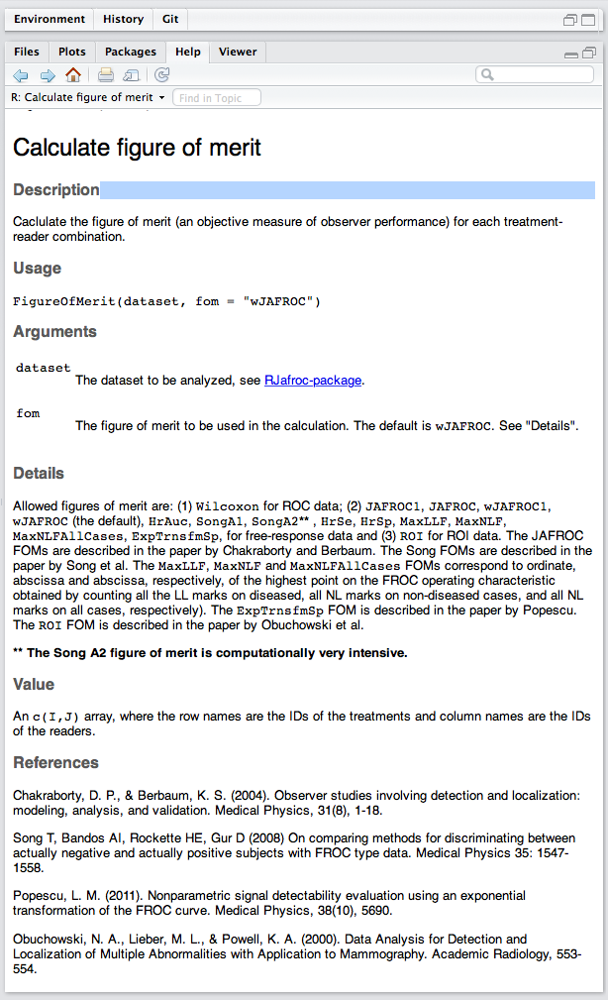 Environment History Git
Files Plots Packages Help Viewer
R: Calculate figure of merit Find in Topic
Calculate figure of merit
Description
Caclulate the figure of merit (an objective measure of observer performance) for each treatment-
reader combination.
Usage
FigureOfMerit(dataset, fom = "wJAFROC")
Arguments
dataset
The dataset to be analyzed, see RJafroc-package.
fom
The figure of merit to be used in the calculation. The default is wJAFROC. See "Details".
Details
Allowed figures of merit are: (1) Wilcoxon for ROC data; (2) JAFROC1, JAFROC, wJAFROC1,
wJAFROC (the default), HrAuc, SongA1, SongA2** , HrSe, HrSp, MaxLLF, MaxNLF,
MaxNLFAllCases, ExpTrnsfmSp, for free-response data and (3) ROI for ROI data. The JAFROC
FOMs are described in the paper by Chakraborty and Berbaum. The Song FOMs are described in the
paper by Song et al. The MaxLLF, MaxNLF and MaxNLFAllCases FOMs correspond to ordinate,
abscissa and abscissa, respectively, of the highest point on the FROC operating characteristic
obtained by counting all the LL marks on diseased, all NL marks on non-diseased cases, and all NL
marks on all cases, respectively). The ExpTrnsfmSp FOM is described in the paper by Popescu.
The ROI FOM is described in the paper by Obuchowski et al.
** The Song A2 figure of merit is computationally very intensive.
Value
An c(I,J) array, where the row names are the IDs of the treatments and column names are the IDs
of the readers.
References
Chakraborty, D. P., & Berbaum, K. S. (2004). Observer studies involving detection and localization:
modeling, analysis, and validation. Medical Physics, 31(8), 1-18.
Song T, Bandos AI, Rockette HE, Gur D (2008) On comparing methods for discriminating between
actually negative and actually positive subjects with FROC type data. Medical Physics 35: 1547-
1558.
Popescu, L. M. (2011). Nonparametric signal detectability evaluation using an exponential
transformation of the FROC curve. Medical Physics, 38(10), 5690.
Obuchowski, N. A., Lieber, M. L., & Powell, K. A. (2000). Data Analysis for Detection and
Localization of Multiple Abnormalities with Application to Mammography. Academic Radiology, 553-
554.